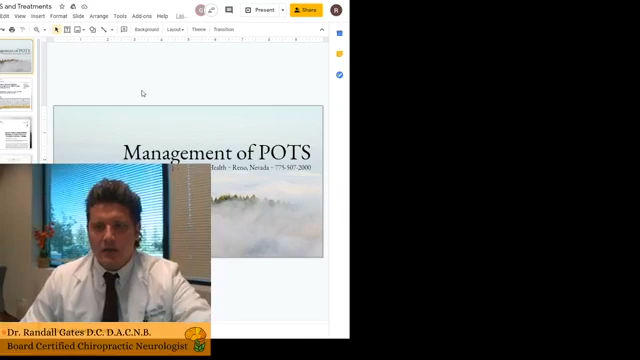 S and Treatments
Edit View Insert Format Slide Arrange Tools Add-ons Help Las...
Present
Share
Background Layout Theme Transition
Management of POTS
Health ~ Reno, Nevada ~ 775-507-2000
Dr. Randall Gates D.C. D.A.C.N.B.
Board Certified Chiropractic Neurologist